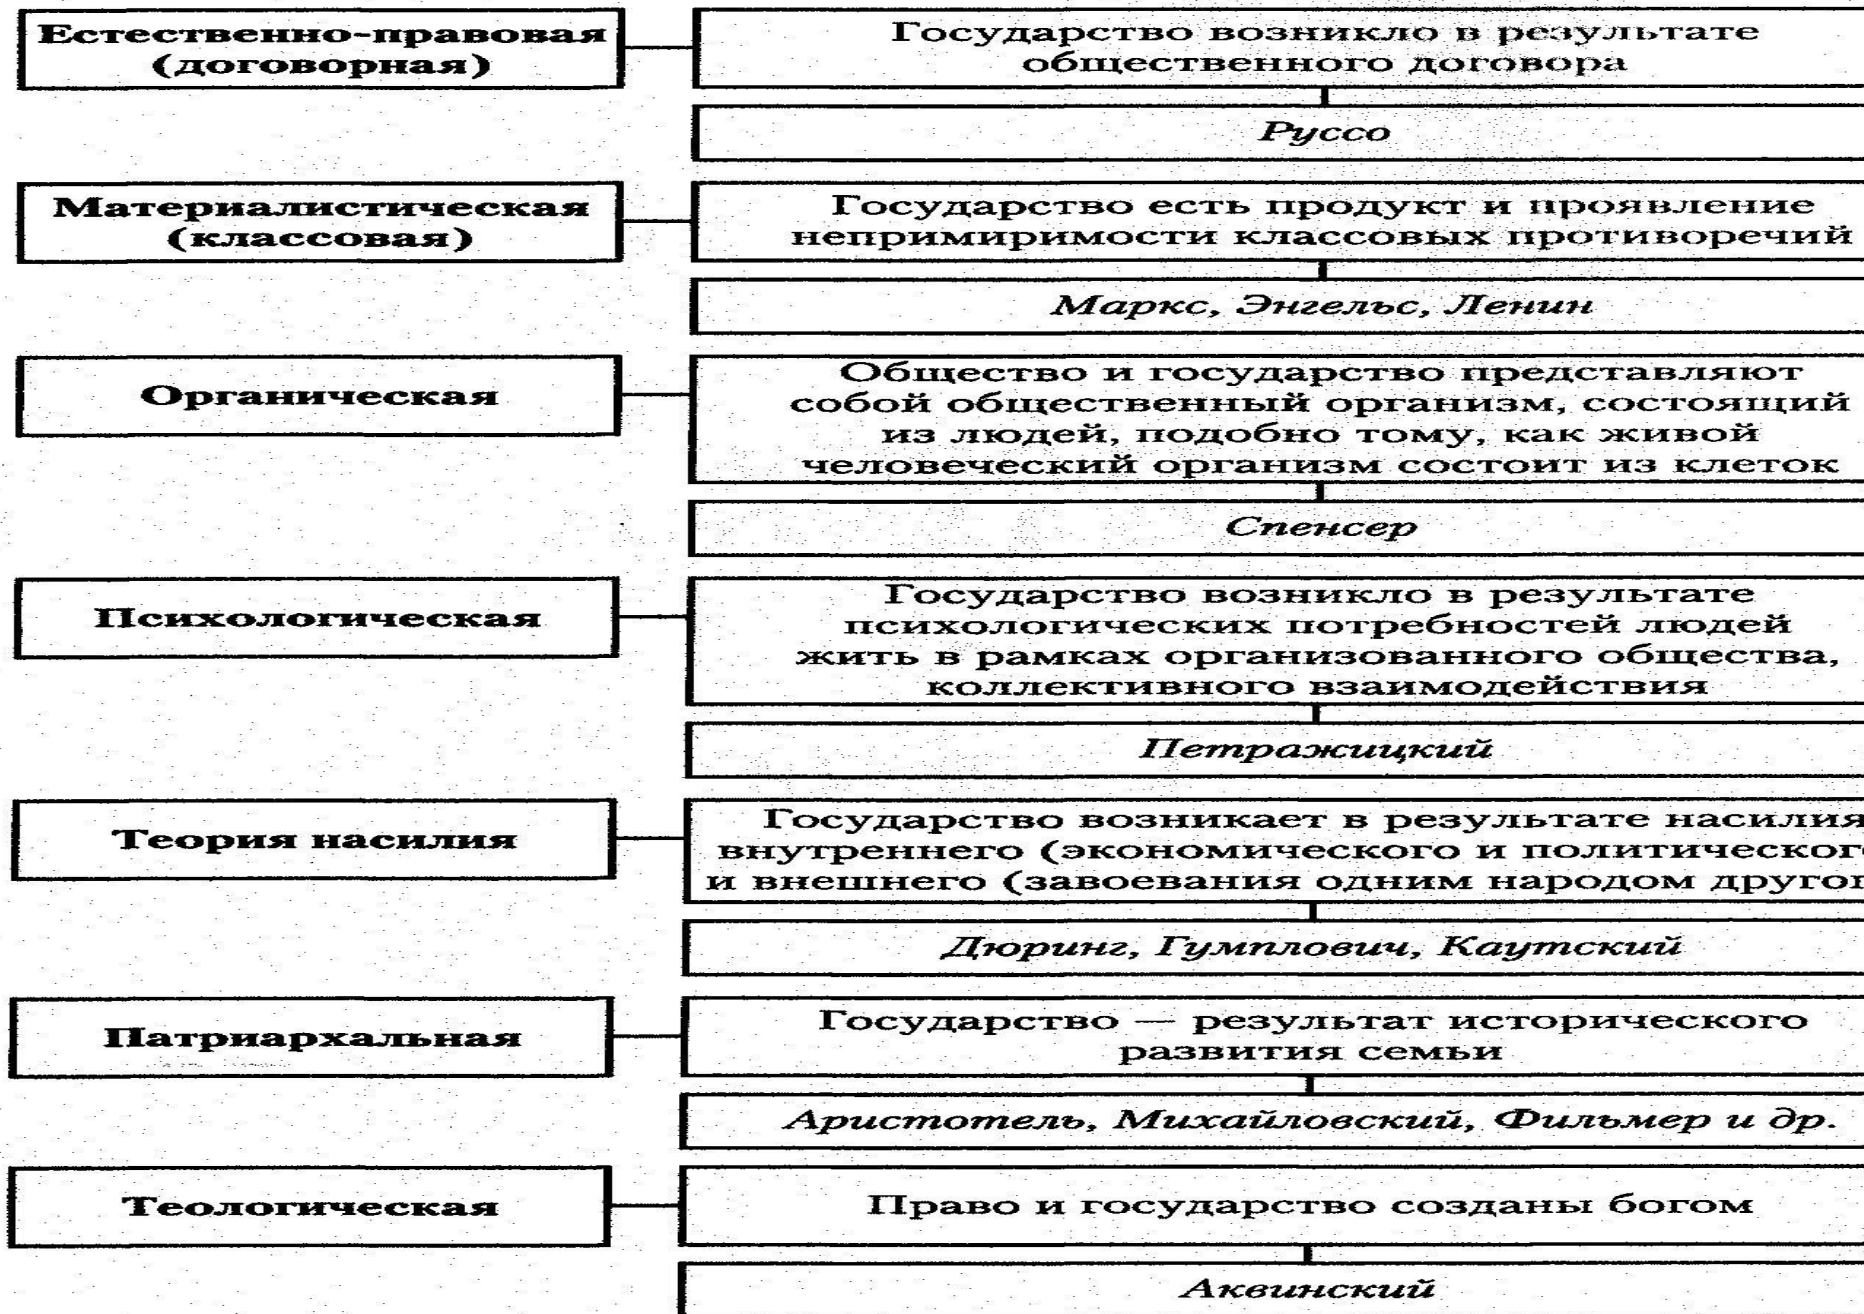 Естественно-правовая
(договорная)
Государство возникло в результате
общественного договора
Руссо
Материалистическая
(классовая)
Государство есть продукт и проявление
непримиримости классовых противоречий
Маркс, Энгельс, Ленин
Органическая
Общество и государство представляют
собой общественный организм, состоящий
из людей, подобно тому, как живой
человеческий организм состоит из клеток
Спенсер
Психологическая
Государство возникло в результате
психологических потребностей людей
жить в рамках организованного общества,
коллективного взаимодействия
Петражицкий
Теория насилия
Государство возникает в результате насилия
внутреннего (экономического и политического
и внешнего (завоевания одним народом
Дюринг, Гумплович, Каутский
Патриархальная
Государство — результат исторического
развития семьи
Аристотель, Михайловский, Фильмер и др.
Теологическая
Право и государство созданы богом
Аквинский